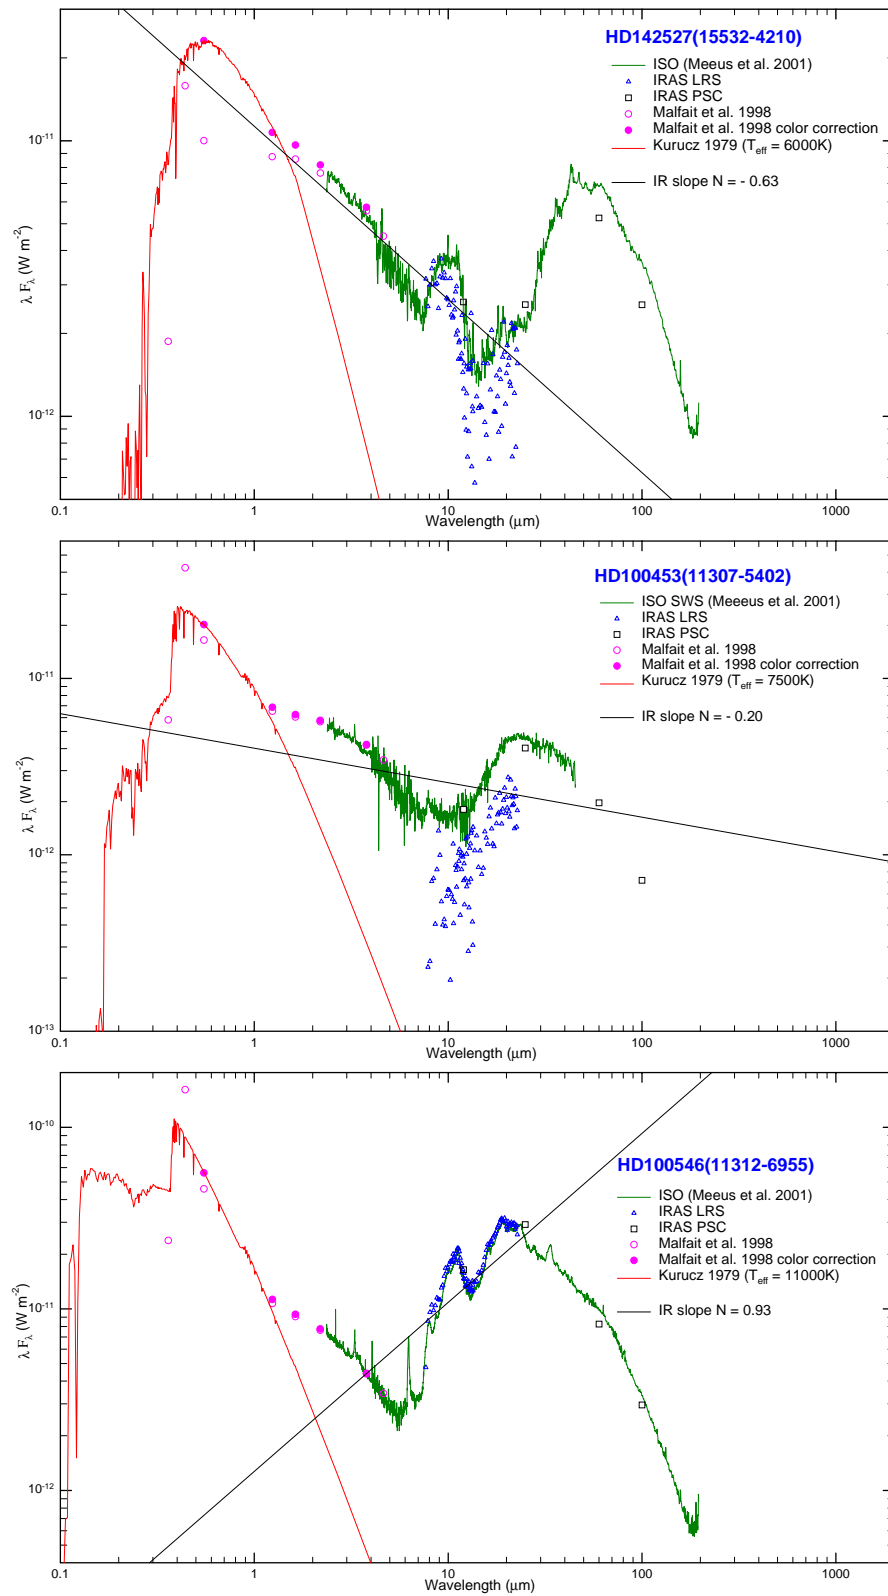 HD142527(15532-4210)
ISO (Meeus et al. 2001)
IRAS LRS
IRAS PSC
Malfait et al. 1998
Malfait et al. 1998 color correction
Kurucz 1979 (T_eff = 6000K)
IR slope N = - 0.63
10^-11
10^-12
λ F_λ (W m^-2)
0.1 1 10 100 1000
Wavelength (μm)
HD100453(11307-5402)
ISO SWS (Meeeus et al. 2001)
IRAS LRS
IRAS PSC
Malfait et al. 1998
Malfait et al. 1998 color correction
Kurucz 1979 (T_eff = 7500K)
IR slope N = - 0.20
10^-11
10^-12
10^-13
λ F_λ (W m^-2)
0.1 1 10 100 1000
Wavelength (μm)
HD100546(11312-6955)
ISO (Meeus et al. 2001)
IRAS LRS
IRAS PSC
Malfait et al. 1998
Malfait et al. 1998 color correction
Kurucz 1979 (T_eff = 11000K)
IR slope N = 0.93
10^-10
10^-11
10^-12
λ F_λ (W m^-2)
0.1 1 10 100 1000
Wavelength (μm)